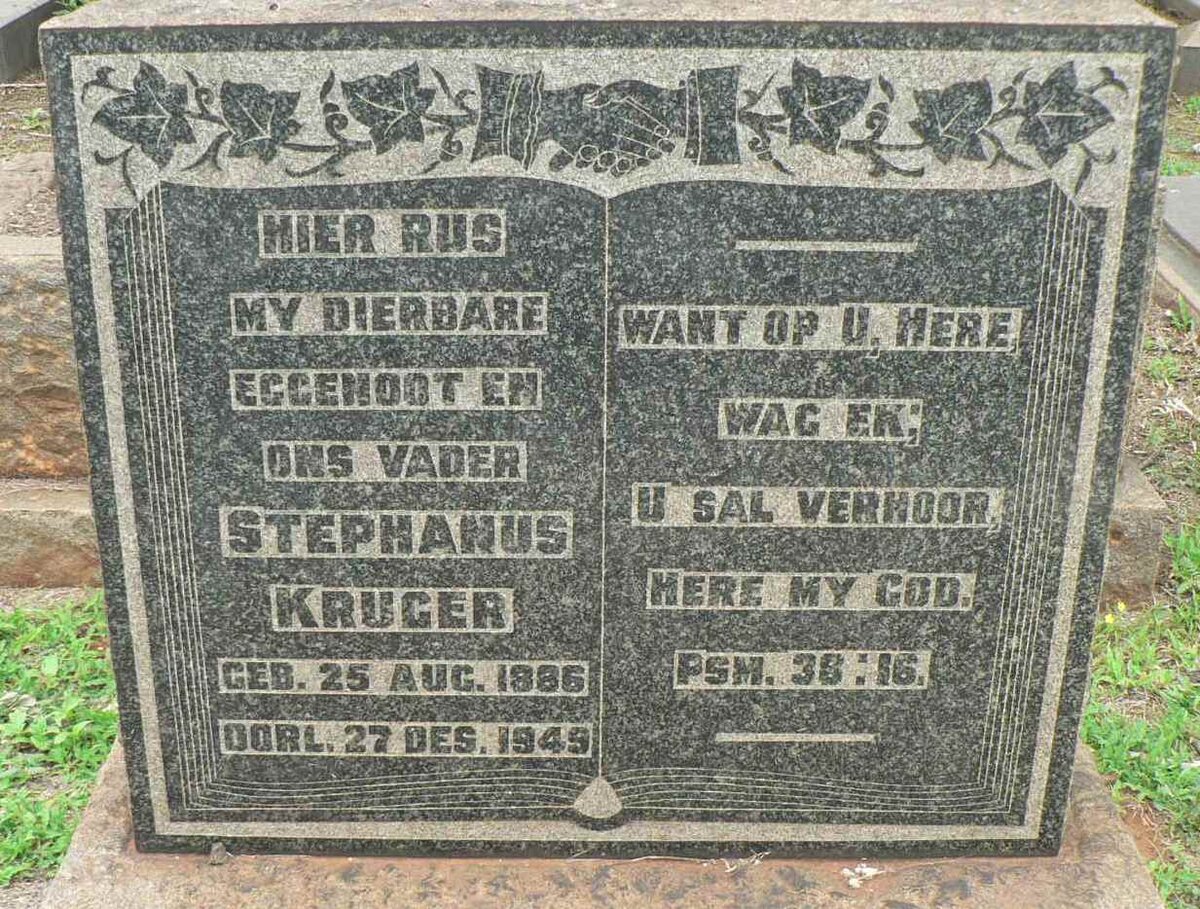 HIER RUS
MY DIERBARE
EGGENOOT EN
ONS VADER
STEPHANUS
KRUGER
GEB. 25 AUG. 1886
OORL. 27 DES. 1949
WANT OP U, HERE
WAG EK;
U SAL VERHOOR,
HERE MY GOD.
PSM. 38:16.